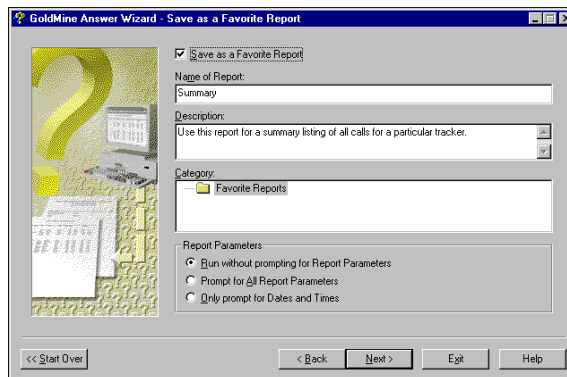 GoldMine Answer Wizard - Save as a Favorite Report
Save as a Favorite Report
Name of Report:
Summary
Description:
Use this report for a summary listing of all calls for a particular tracker.
Category:
Favorite Reports
Report Parameters
Run without prompting for Report Parameters
Prompt for All Report Parameters
Only prompt for Dates and Times
<< Start Over
< Back
Next >
Exit
Help